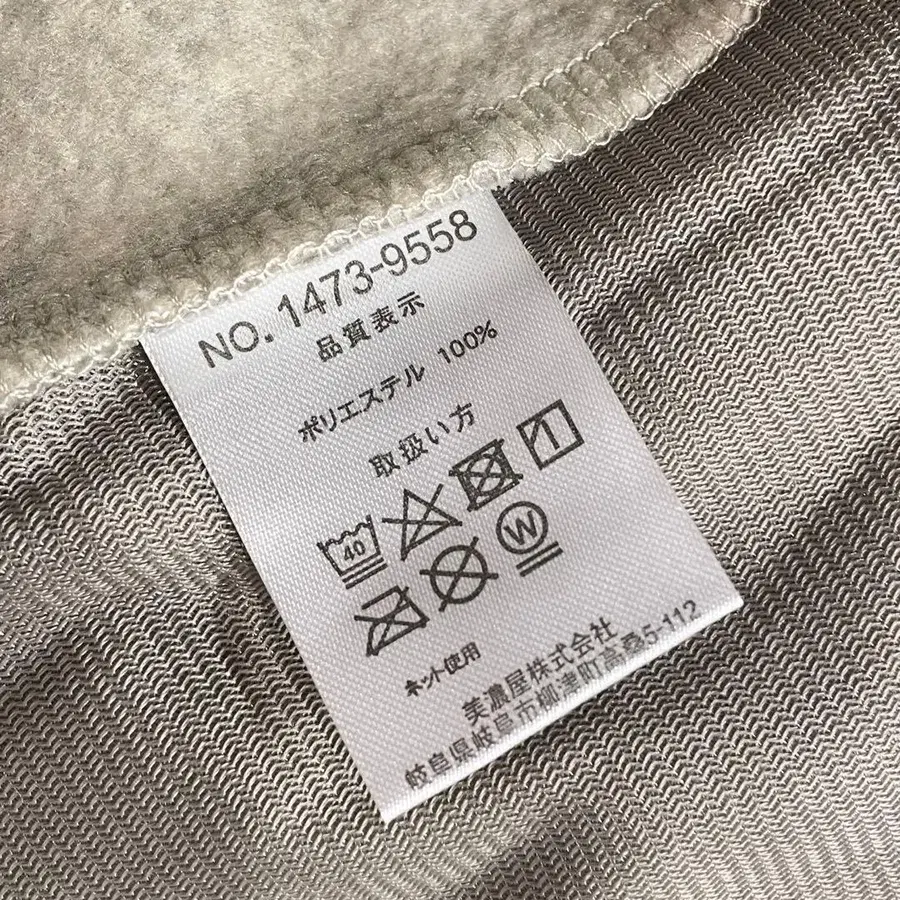 NO. 1473-9558
品質表示
ポリエステル 100%
取扱い方
40
W
ネット使用
美濃屋株式会社
岐阜県岐阜市柳津町高桑5-112